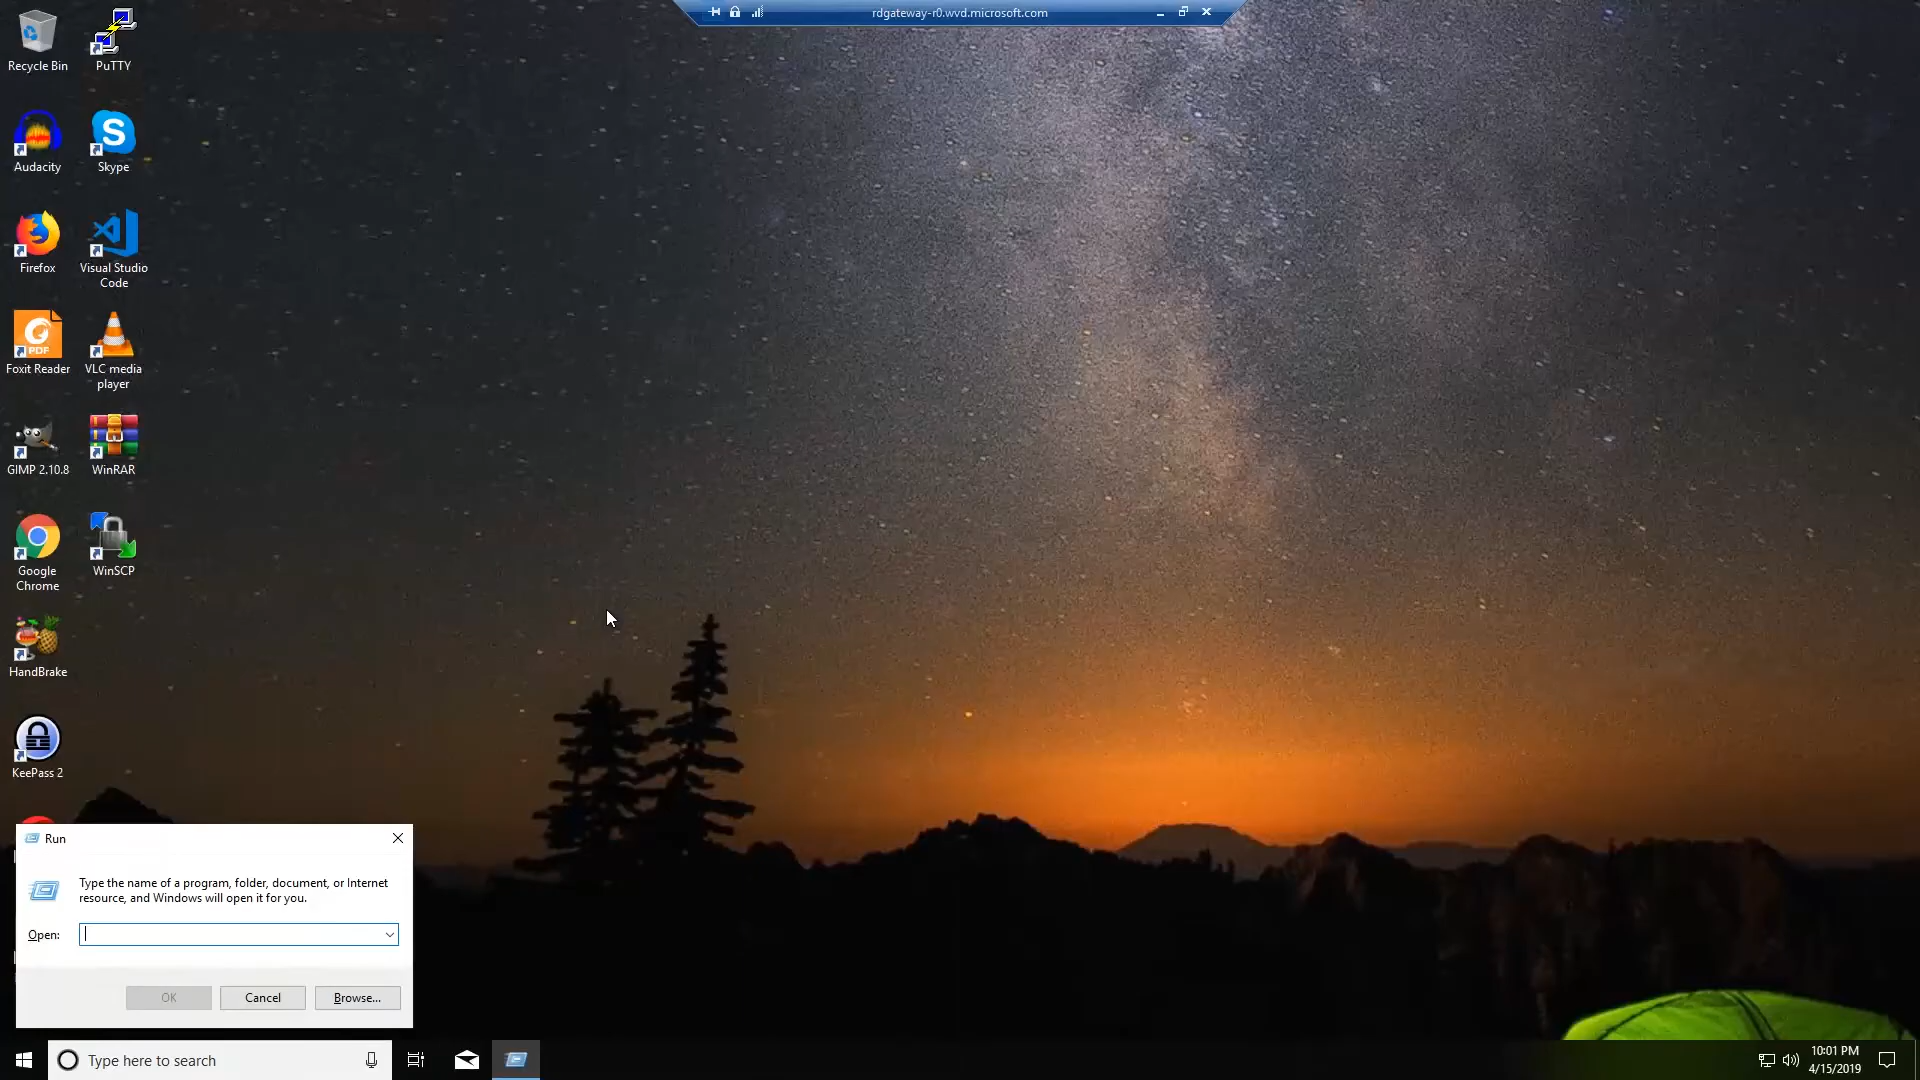 rdgateway-r0.wvd.microsoft.com
Recycle Bin
PuTTY
Audacity
Skype
Firefox
Visual Studio
Code
Foxit Reader
PDF
VLC media
player
GIMP 2.10.8
WinRAR
Google
Chrome
WinSCP
HandBrake
KeePass 2
Run
Type the name of a program, folder, document, or Internet
resource, and Windows will open it for you.
Open:
OK
Cancel
Browse...
Type here to search
10:01 PM
4/15/2019